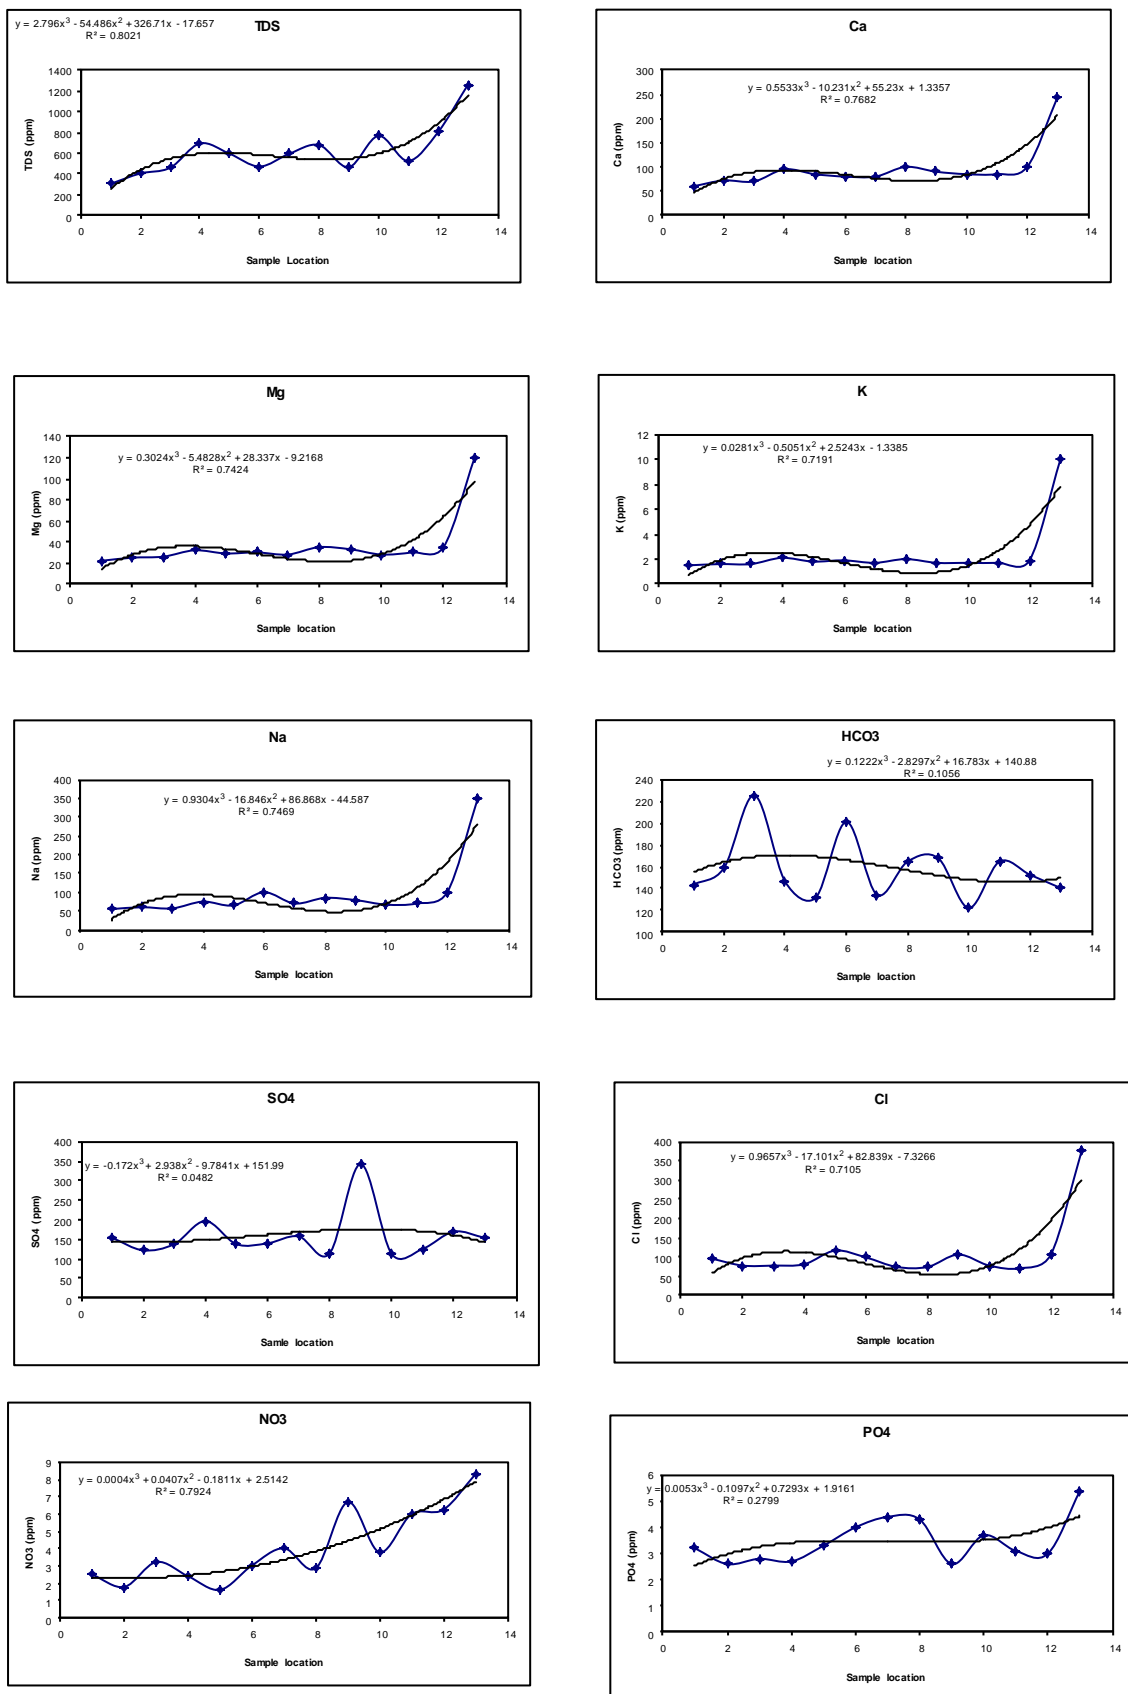 y = 2.796x³ - 54.486x² + 326.71x - 17.657
R² = 0.8021
TDS
1400
1200
1000
800
600
400
200
0
TDS (ppm)
0 2 4 6 8 10 12 14
Sample Location
Ca
y = 0.5533x³ - 10.231x² + 55.23x + 1.3357
R² = 0.7682
300
250
200
150
100
50
0
Ca (ppm)
0 2 4 6 8 10 12 14
Sample location
Mg
y = 0.3024x³ - 5.4828x² + 28.337x - 9.2168
R² = 0.7424
140
120
100
80
60
40
20
0
Mg (ppm)
0 2 4 6 8 10 12 14
Sample location
K
y = 0.0281x³ - 0.5051x² + 2.5243x - 1.3385
R² = 0.7191
12
10
8
6
4
2
0
K (ppm)
0 2 4 6 8 10 12 14
Sample location
Na
y = 0.9304x³ - 16.846x² + 86.868x - 44.587
R² = 0.7469
400
350
300
250
200
150
100
50
0
Na (ppm)
0 2 4 6 8 10 12 14
Sample location
HCO3
y = 0.1222x³ - 2.8297x² + 16.783x + 140.88
R² = 0.1056
240
220
200
180
160
140
120
100
HCO3 (ppm)
0 2 4 6 8 10 12 14
Sample loaction
SO4
y = -0.172x³ + 2.938x² - 9.7841x + 151.99
R² = 0.0482
400
350
300
250
200
150
100
50
0
SO4 (ppm)
0 2 4 6 8 10 12 14
Samle location
Cl
y = 0.9657x³ - 17.101x² + 82.839x - 7.3266
R² = 0.7105
400
350
300
250
200
150
100
50
0
Cl (ppm)
0 2 4 6 8 10 12 14
Sample location
NO3
y = 0.0004x³ + 0.0407x² - 0.1811x + 2.5142
R² = 0.7924
9
8
7
6
5
4
3
2
1
0
NO3 (ppm)
0 2 4 6 8 10 12 14
Sample location
PO4
y = 0.0053x³ - 0.1097x² + 0.7293x + 1.9161
R² = 0.2799
6
5
4
3
2
1
0
PO4 (ppm)
0 2 4 6 8 10 12 14
Sample location